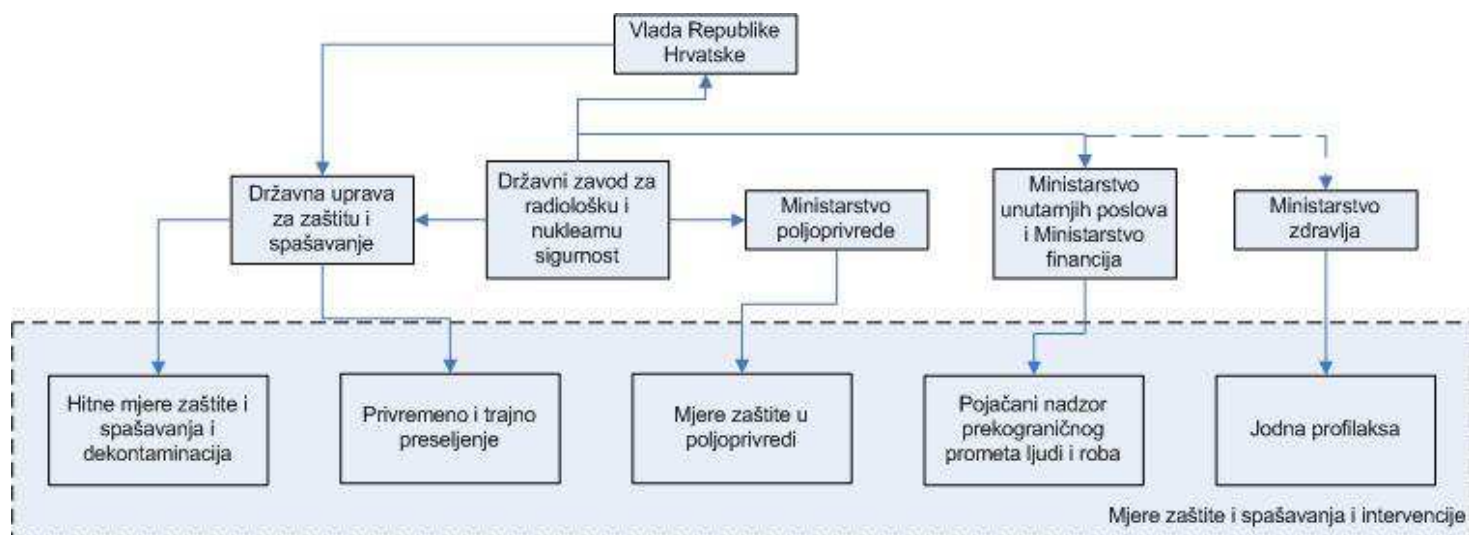 Vlada Republike
Hrvatske
Državna uprava
za zaštitu i
spašavanje
Državni zavod za
radiološku i
nuklearnu
sigurnost
Ministarstvo
poljoprivrede
Ministarstvo
unutarnjih poslova
i Ministarstvo
financija
Ministarstvo
zdravlja
Hitne mjere zaštite i
spašavanja i
dekontaminacija
Privremeno i trajno
preseljenje
Mjere zaštite u
poljoprivredi
Pojačani nadzor
prekograničnog
prometa ljudi i roba
Jodna profilaksa
Mjere zaštite i spašavanja i intervencije